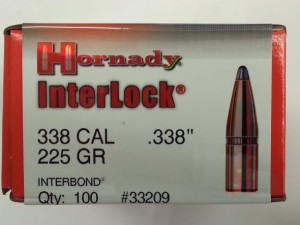 Hornady
InterLock®
338 CAL .338"
225 GR
INTERBOND®
Qty: 100 #33209